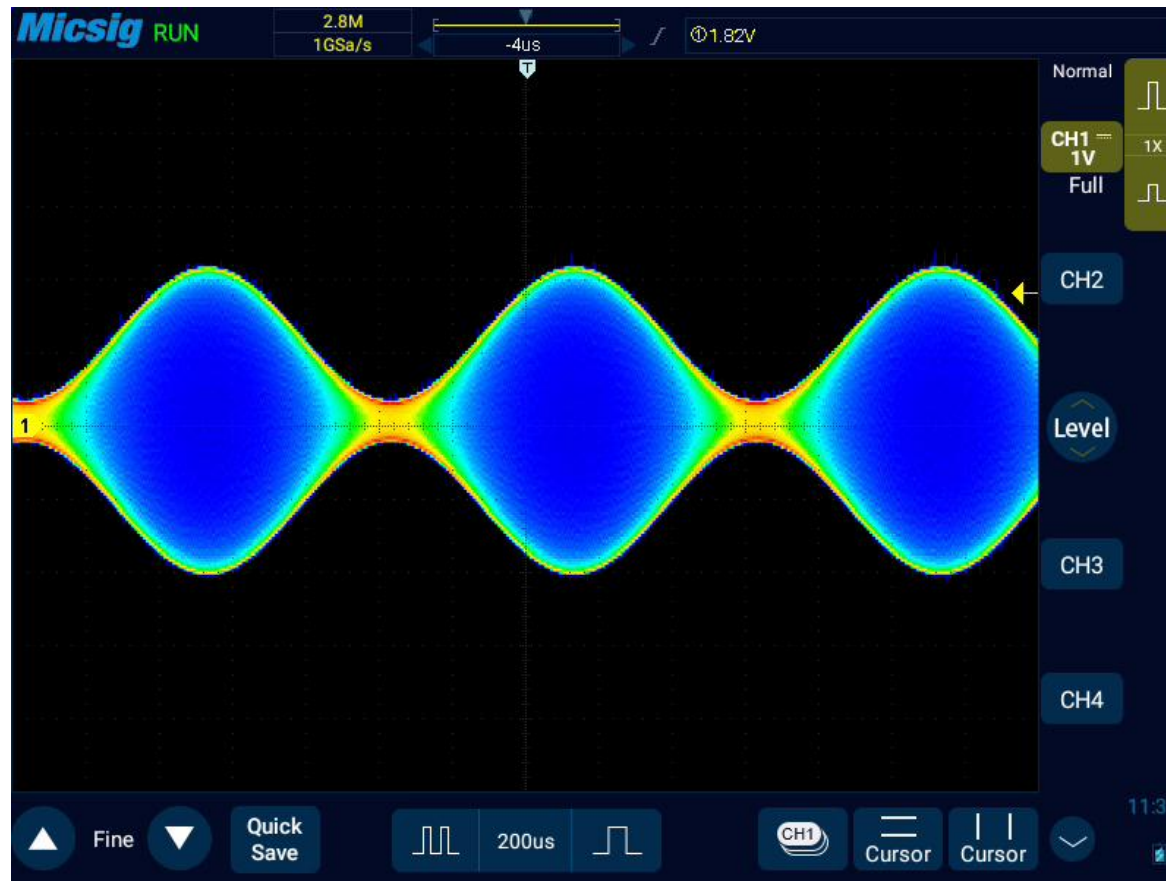 Micsig RUN
2.8M
1GSa/s
-4us
①1.82V
T
Normal
CH1
1V
1X
Full
CH2
1
Level
CH3
CH4
Fine
Quick
Save
200us
CH1
Cursor
Cursor